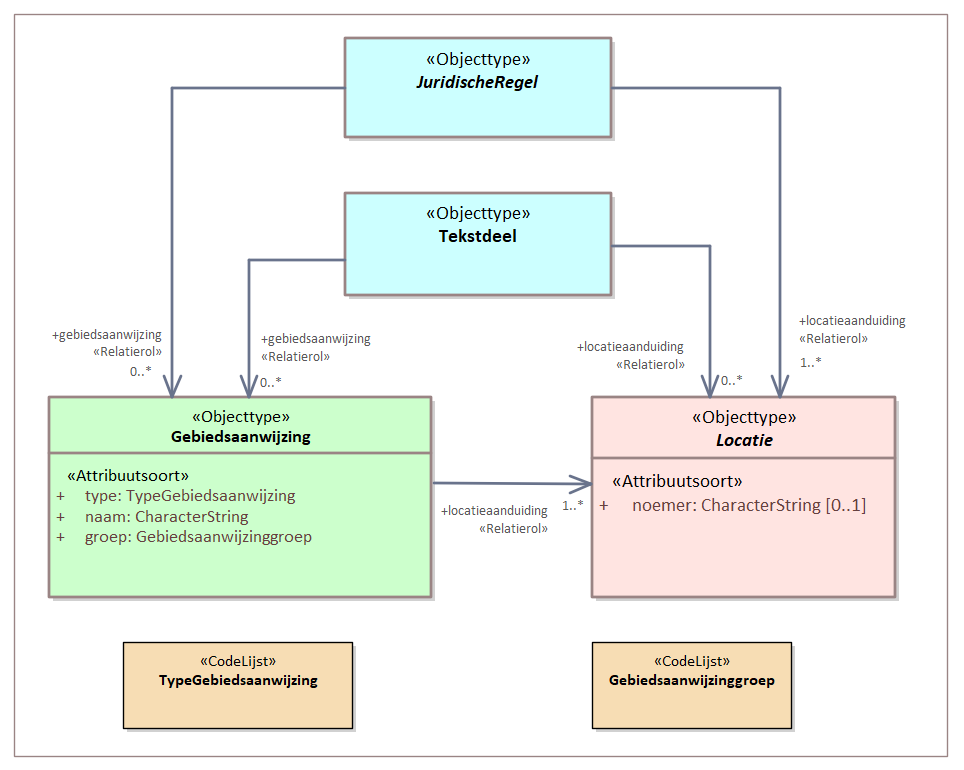 «Objecttype»
JuridischeRegel
«Objecttype»
Tekstdeel
+gebiedsaanwijzing
«Relatierol»
0..*
+gebiedsaanwijzing
«Relatierol»
0..*
+locatieaanduiding
«Relatierol»
0..*
+locatieaanduiding
«Relatierol»
1..*
«Objecttype»
Gebiedsaanwijzing
«Attribuutsoort»
+ type: TypeGebiedsaanwijzing
+ naam: CharacterString
+ groep: Gebiedsaanwijzinggroep
+locatieaanduiding
«Relatierol»
1..*
«Objecttype»
Locatie
«Attribuutsoort»
+ noemer: CharacterString [0..1]
«CodeLijst»
TypeGebiedsaanwijzing
«CodeLijst»
Gebiedsaanwijzinggroep